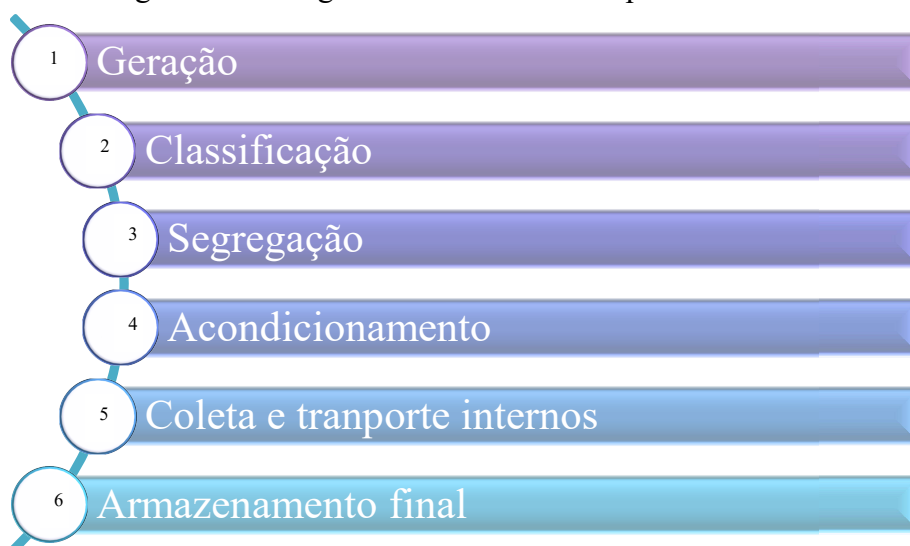 1 Geração
2 Classificação
3 Segregação
4 Acondicionamento
5 Coleta e tranporte internos
6 Armazenamento final